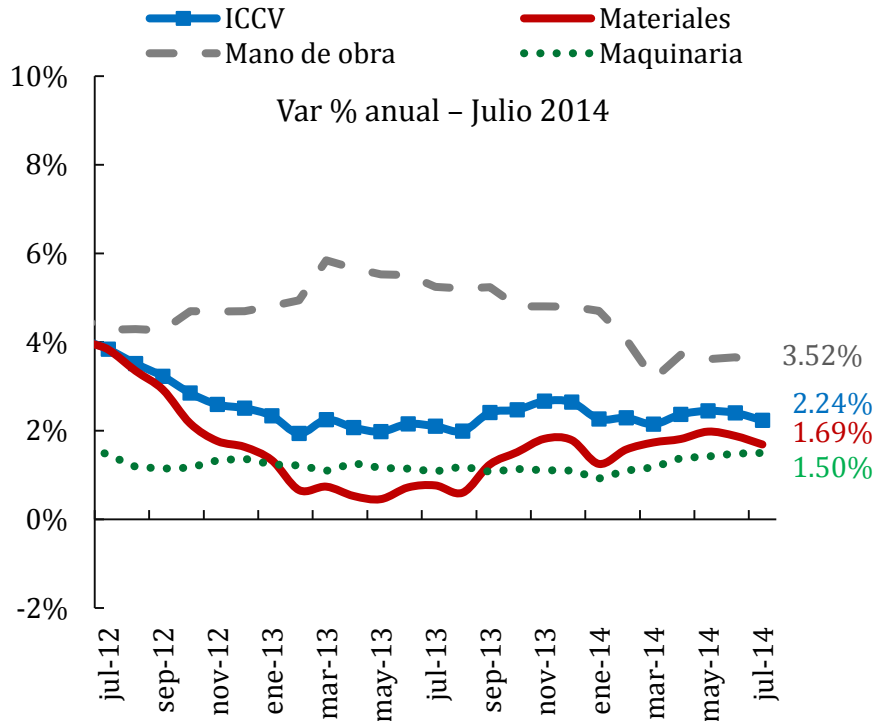 ICCV
Materiales
Mano de obra
Maquinaria
Var % anual – Julio 2014
10%
8%
6%
4%
2%
0%
-2%
3.52%
2.24%
1.69%
1.50%
jul-12
sep-12
nov-12
ene-13
mar-13
may-13
jul-13
sep-13
nov-13
ene-14
mar-14
may-14
jul-14